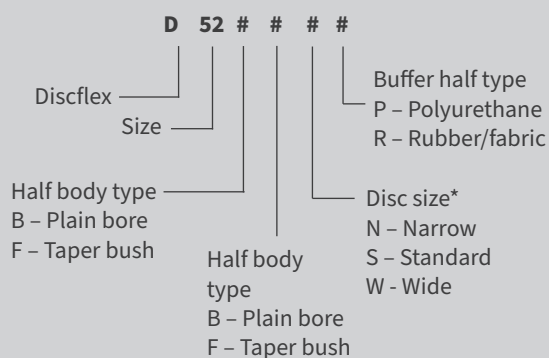 D 52 # # # #
Discflex
Size
Buffer half type
P – Polyurethane
R – Rubber/fabric
Half body type
B – Plain bore
F – Taper bush
Half body
type
B – Plain bore
F – Taper bush
Disc size*
N – Narrow
S – Standard
W - Wide